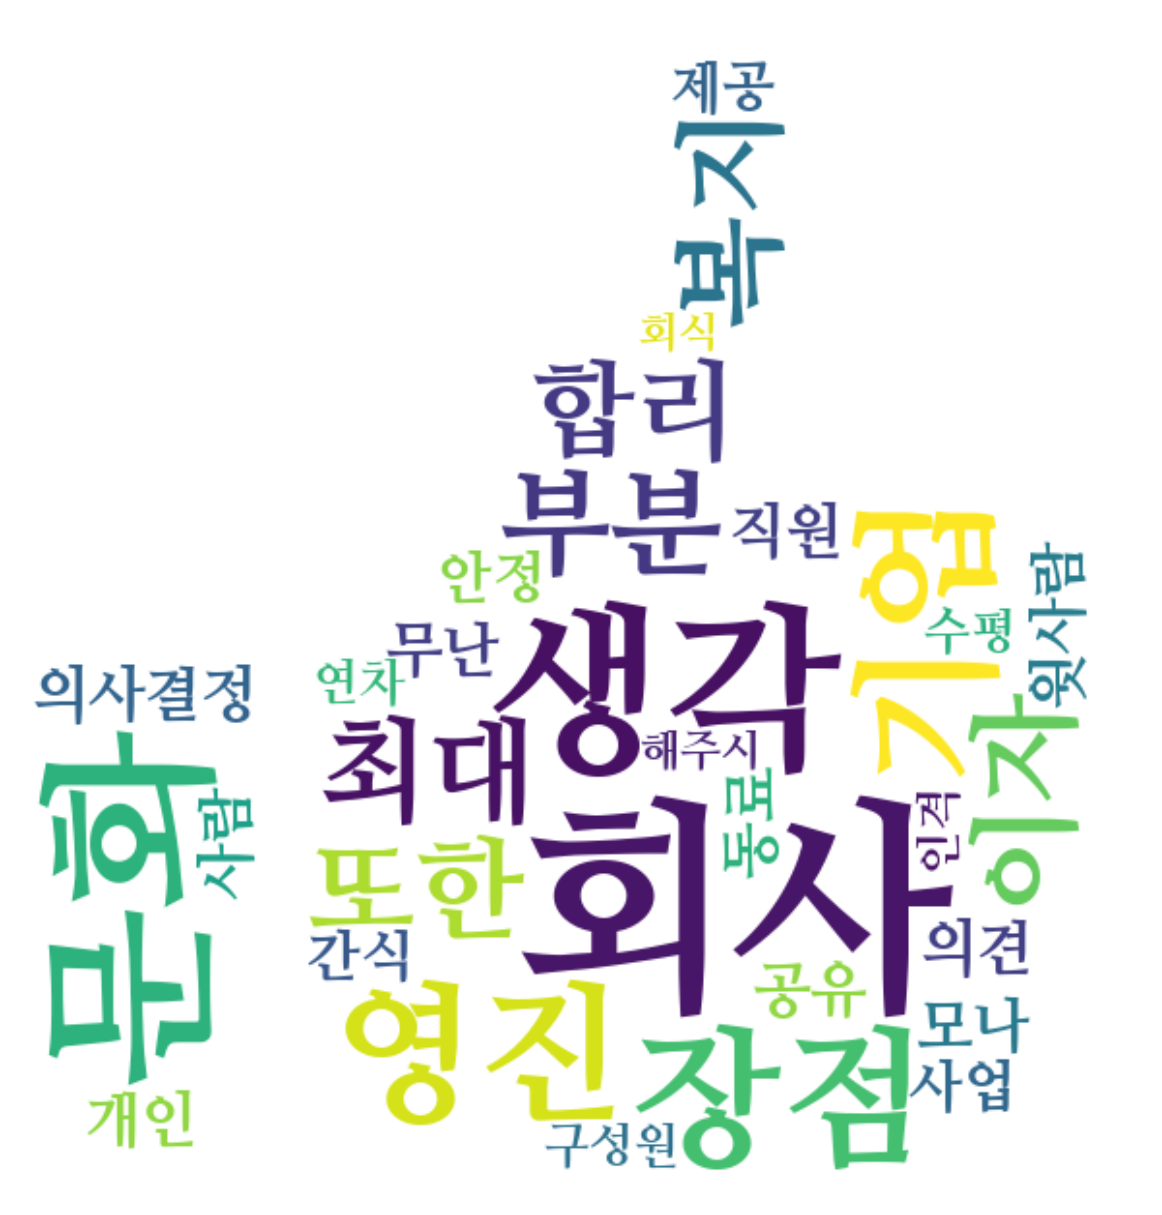 제공
복지
회식
합리
부분
직원
기업
안정
윗사람
수평
생각
무난
연차
의사결정
최대
해주시
이자
문화
사람
동료
인격
회사
또한
간식
의견
공유
영진
모나
장점
사업
개인
구성원